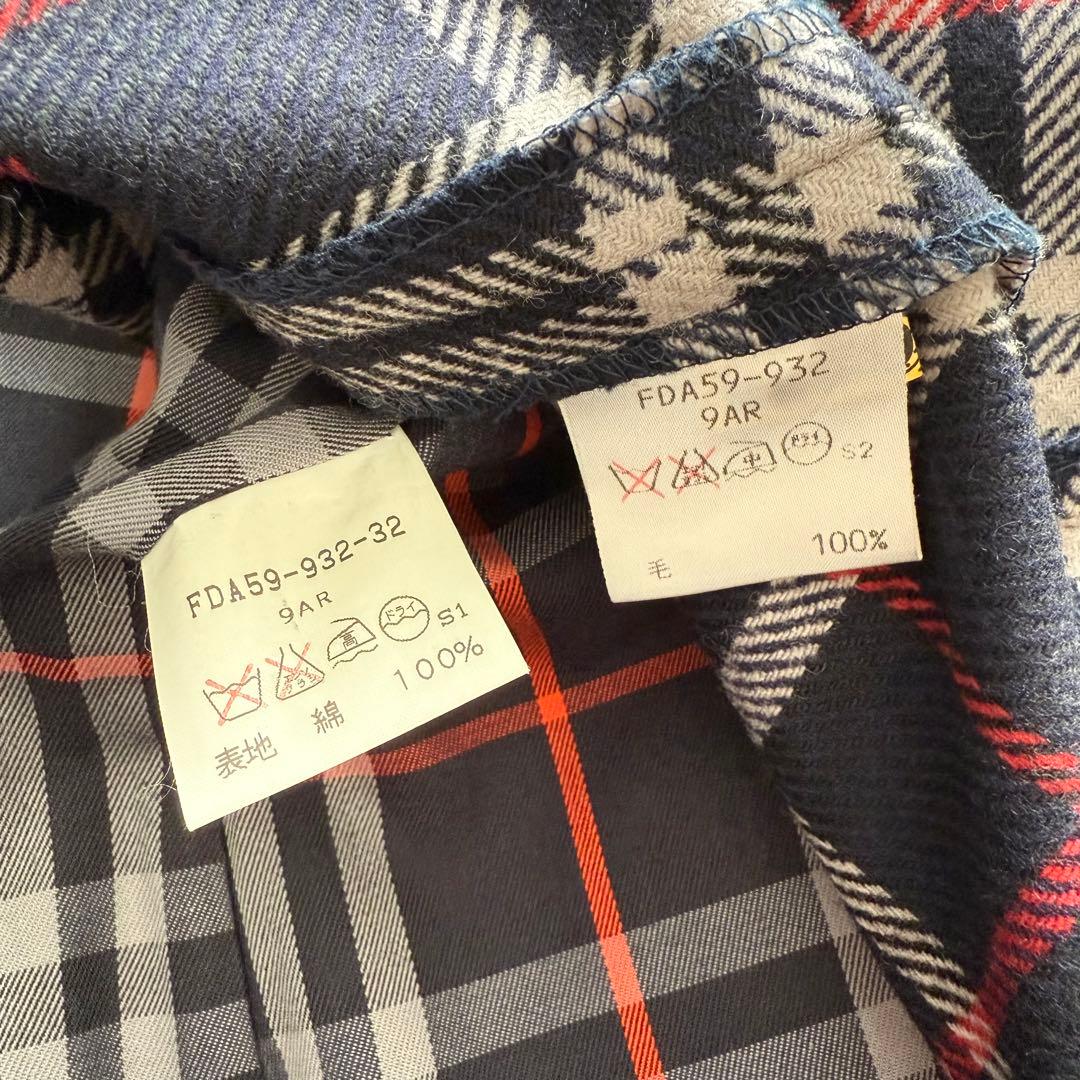 FDA59-932-32
9AR
高 ドライ S1
表地 綿 100%
FDA59-932
9AR
中 ドライ S2
毛 100%